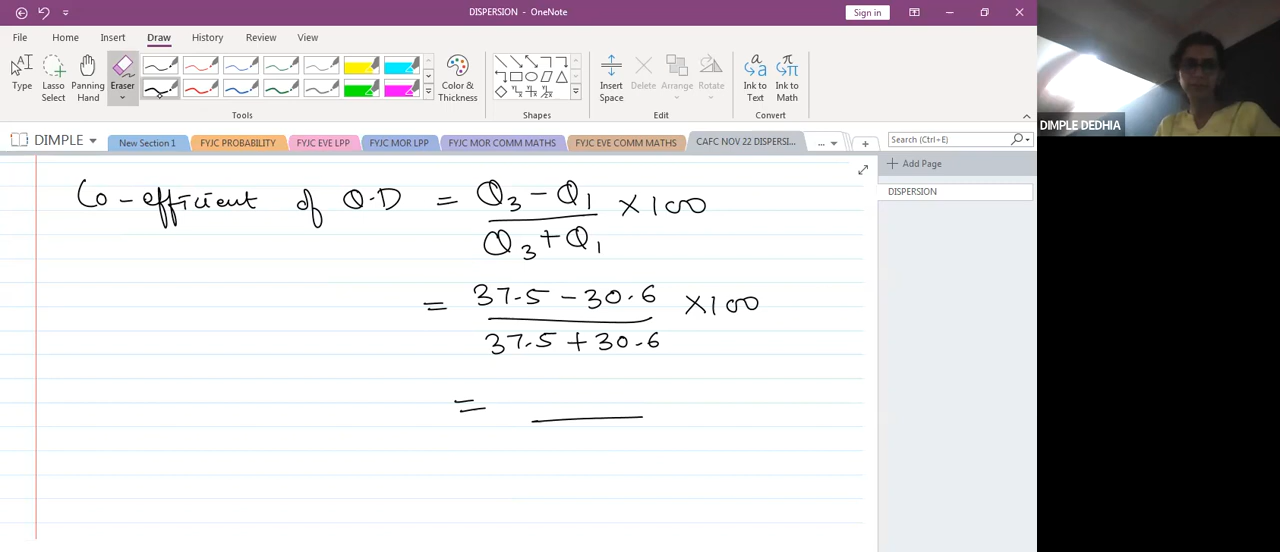 DISPERSION - OneNote
Sign in
File Home Insert Draw History Review View
Type
Lasso Select
Panning Hand
Eraser
Color & Thickness
Insert Space
Delete
Arrange
Rotate
Ink to Text
Ink to Math
Tools
Shapes
Edit
Convert
DIMPLE DEDHIA
DIMPLE
New Section 1
FYJC PROBABILITY
FYJC EVE LPP
FYJC MOR LPP
FYJC MOR COMM MATHS
FYJC EVE COMM MATHS
CAFC NOV 22 DISPERSI...
...
Search (Ctrl+E)
Add Page
DISPERSION
Co-efficient of Q.D = Q3 - Q1 / Q3 + Q1 × 100
= 37.5 - 30.6 / 37.5 + 30.6 × 100
=